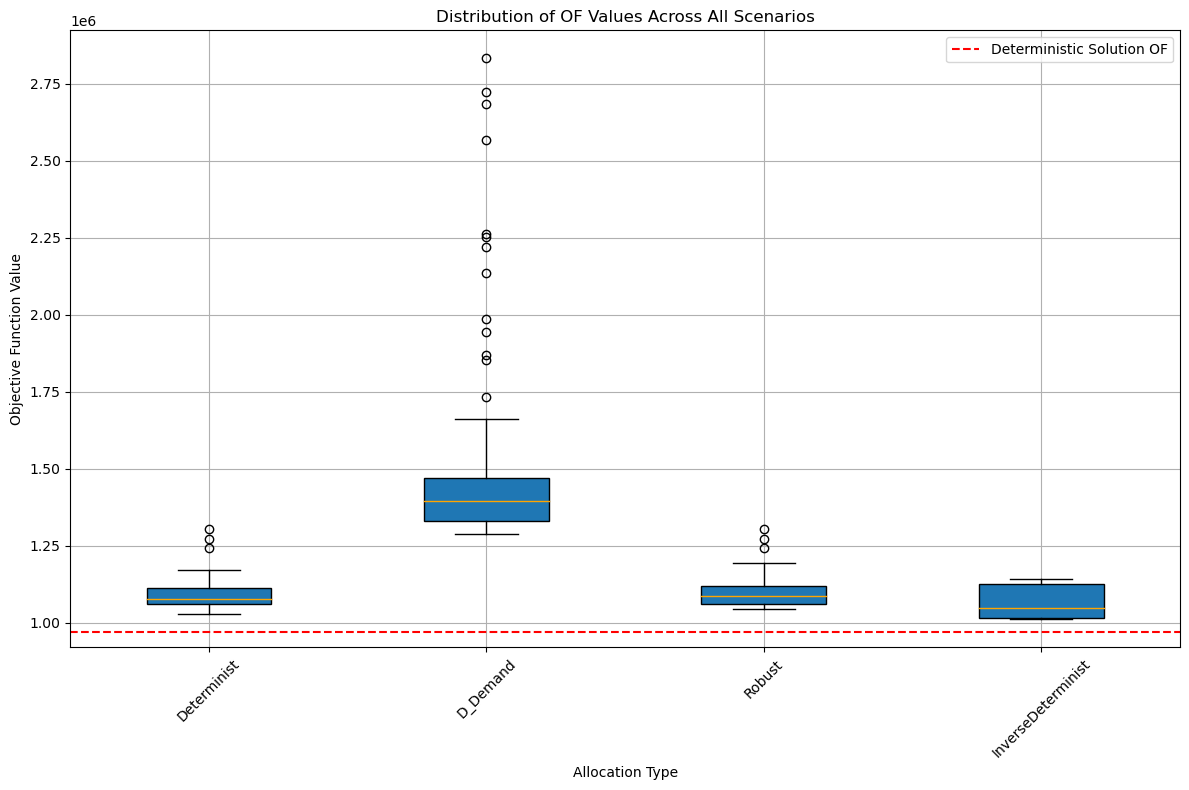 Distribution of OF Values Across All Scenarios
1e6
Deterministic Solution OF
2.75
2.50
2.25
2.00
1.75
1.50
1.25
1.00
Objective Function Value
Determinist
D_Demand
Robust
InverseDeterminist
Allocation Type